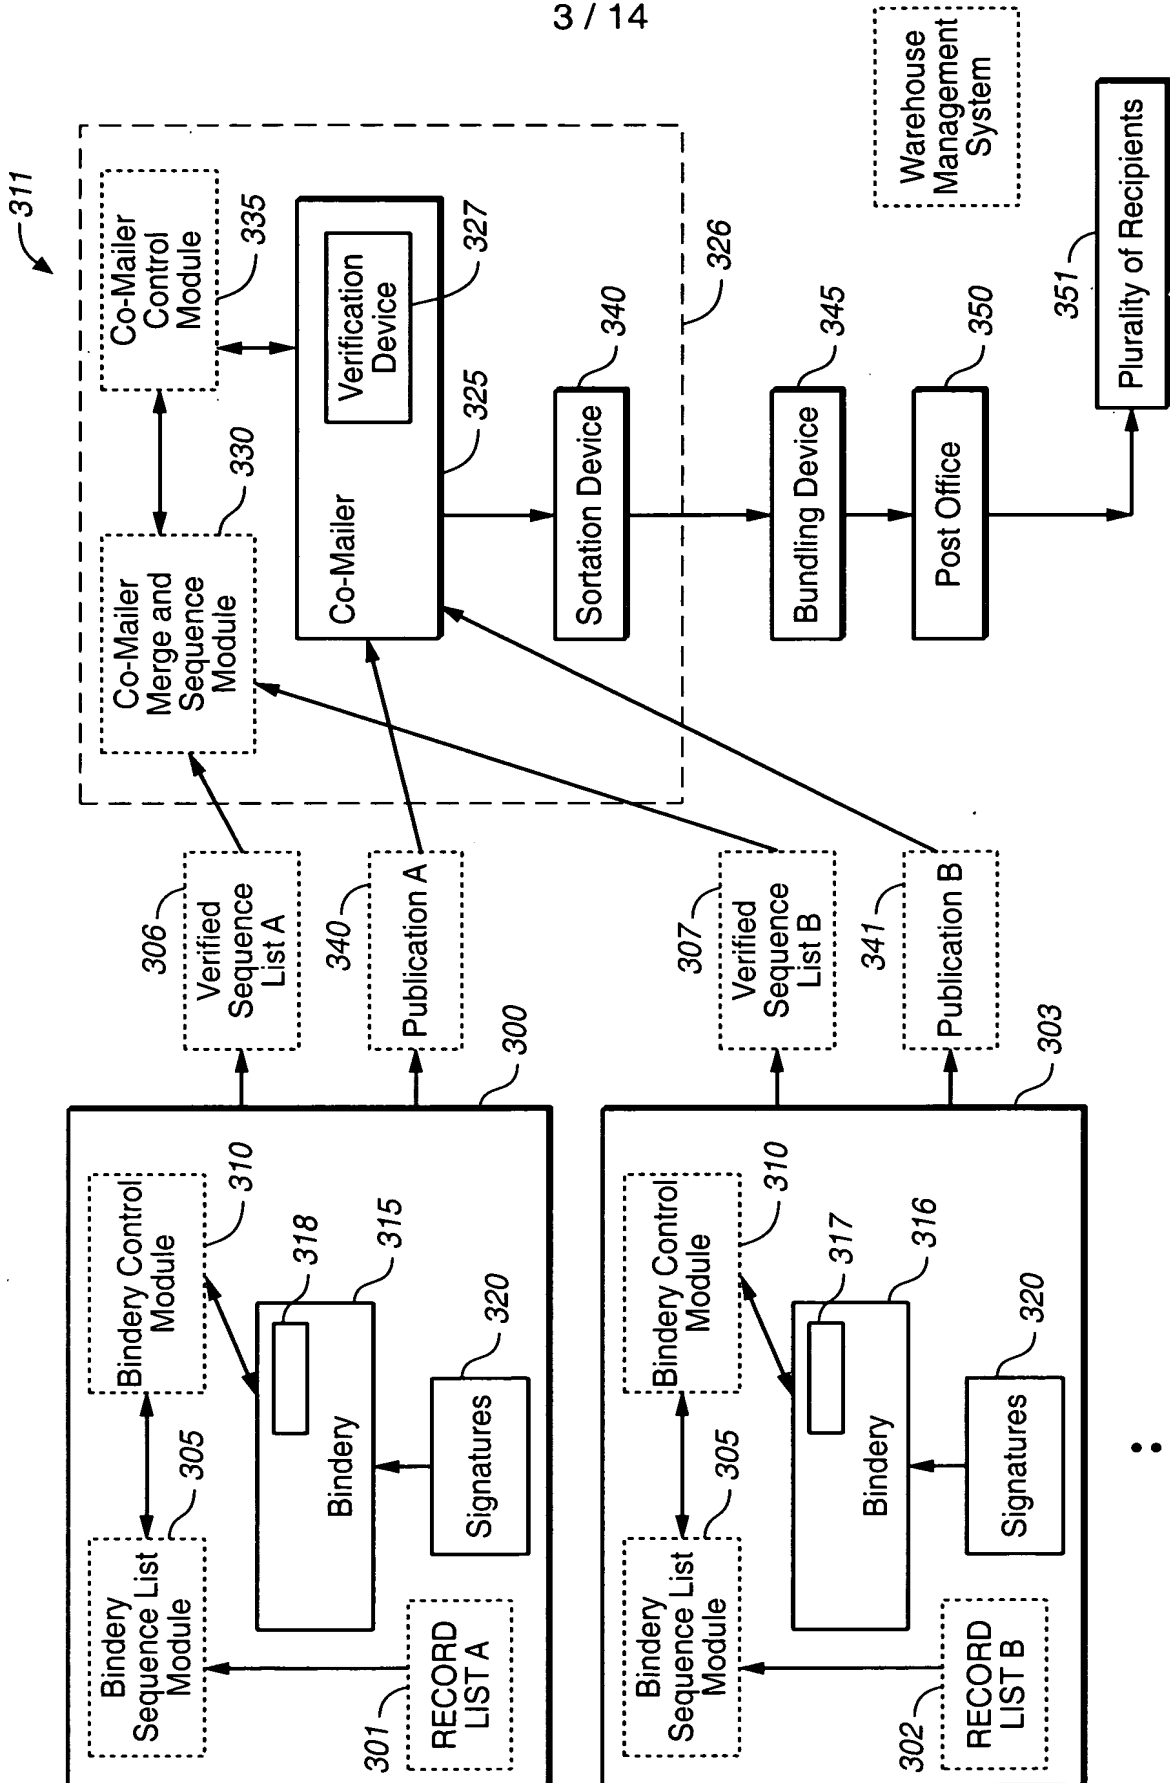 3 / 14
311
Bindery
Sequence List
Module
305
Bindery Control
Module
310
Bindery
318
315
Signatures
320
301
RECORD
LIST A
300
306
Verified
Sequence
List A
340
Publication A
Bindery
Sequence List
Module
305
Bindery Control
Module
310
Bindery
317
316
Signatures
320
302
RECORD
LIST B
303
307
Verified
Sequence
List B
341
Publication B
Co-Mailer
Merge and
Sequence
Module
330
Co-Mailer
Control
Module
335
Co-Mailer
Verification
Device
327
325
326
Sortation Device
340
Bundling Device
345
Post Office
350
351
Plurality of Recipients
Warehouse
Management
System